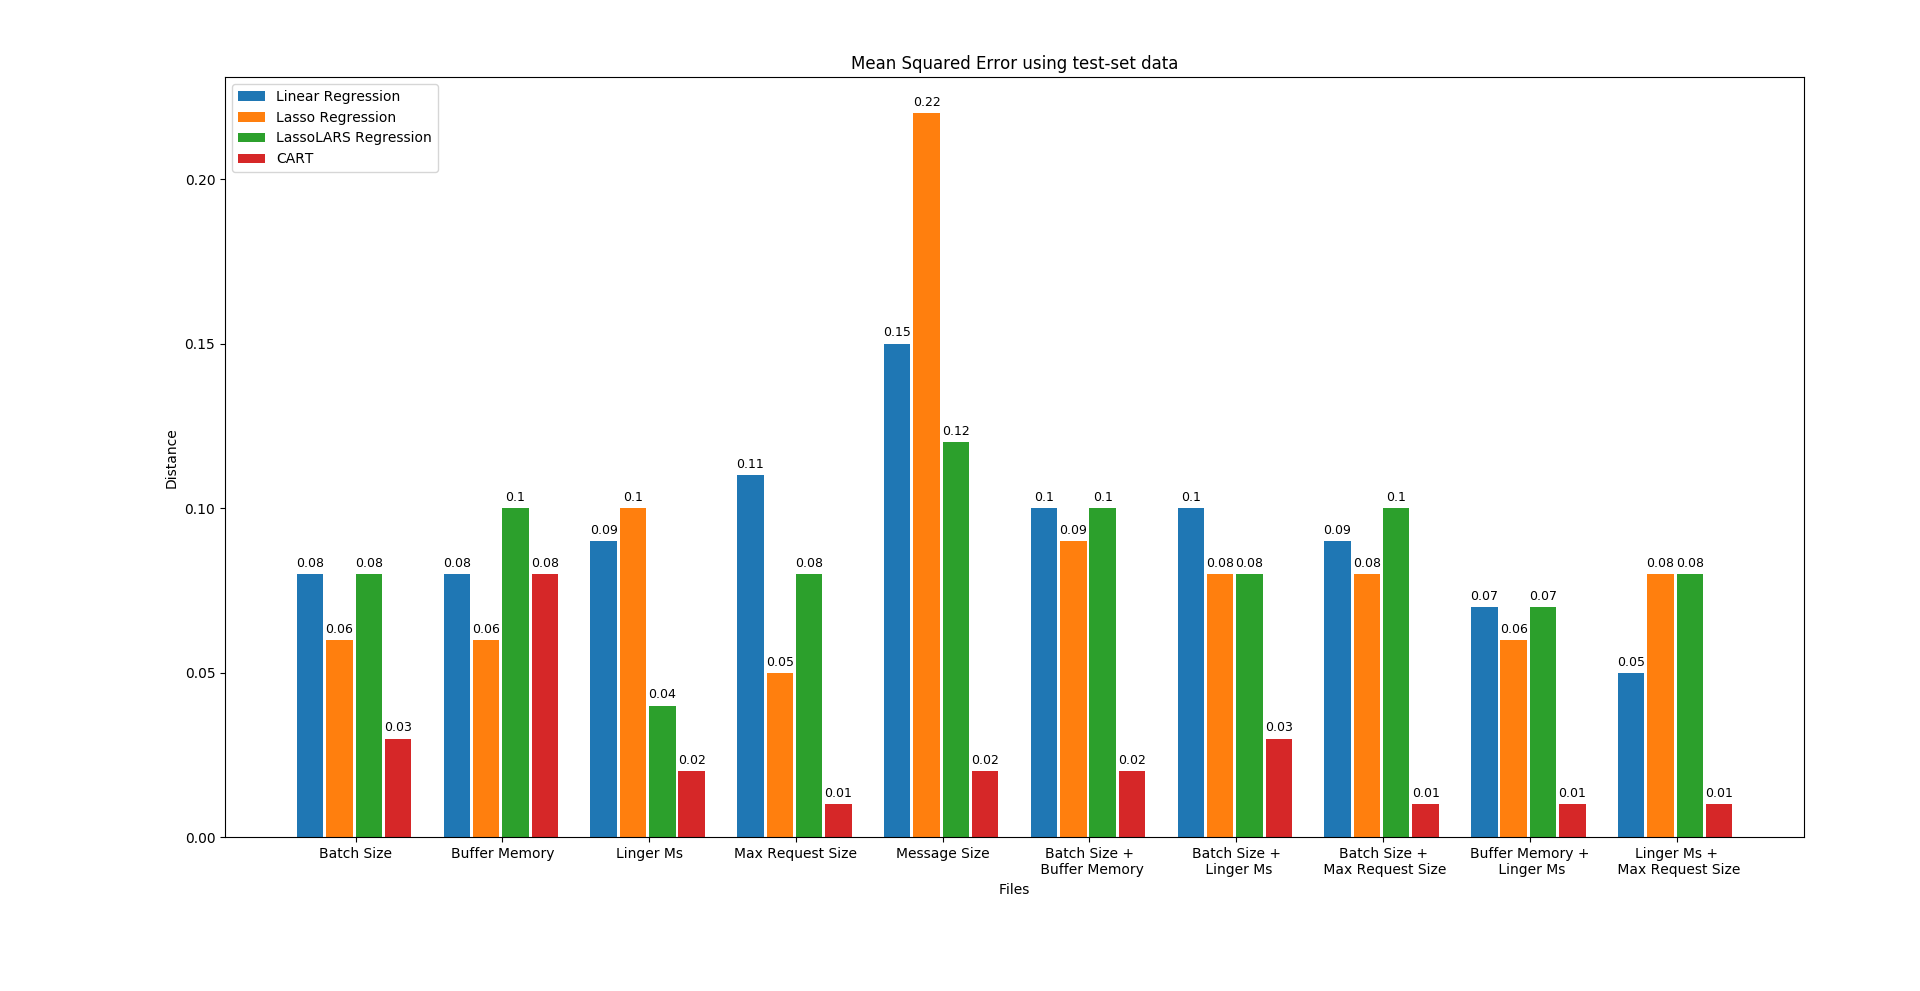 Mean Squared Error using test-set data
Linear Regression
Lasso Regression
LassoLARS Regression
CART
Distance
0.20
0.15
0.10
0.05
0.00
0.08 0.06 0.08 0.03
0.08 0.06 0.1 0.08
0.09 0.1 0.04 0.02
0.11 0.05 0.08 0.01
0.15 0.22 0.12 0.02
0.1 0.09 0.1 0.02
0.1 0.08 0.08 0.03
0.09 0.08 0.1 0.01
0.07 0.06 0.07 0.01
0.05 0.08 0.08 0.01
Batch Size
Buffer Memory
Linger Ms
Max Request Size
Message Size
Batch Size +
Buffer Memory
Batch Size +
Linger Ms
Batch Size +
Max Request Size
Buffer Memory +
Linger Ms
Linger Ms +
Max Request Size
Files